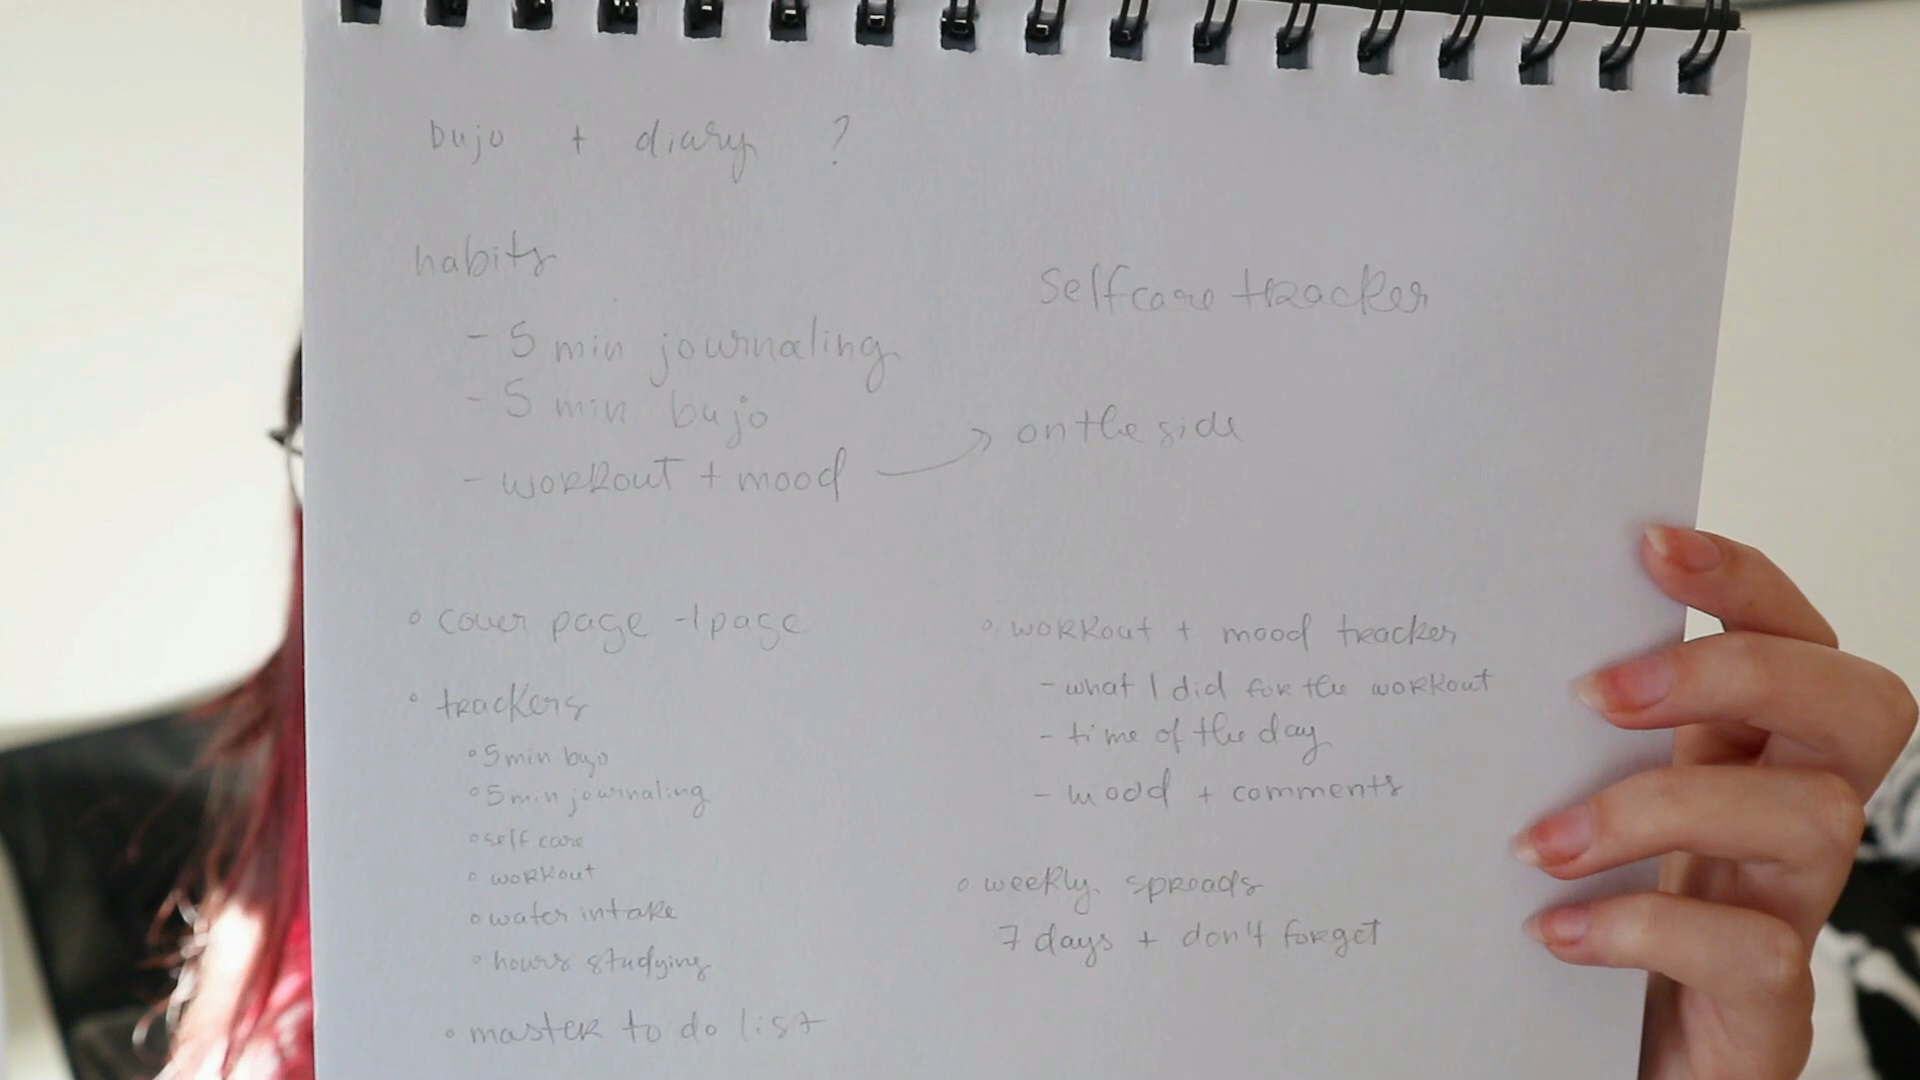 bujo + diary ?
habits
- 5 min journaling
- 5 min bujo
- workout + mood → on the side
selfcare tracker
° cover page - 1 page
° trackers
° 5 min bujo
° 5 min journaling
° self care
° workout
° water intake
° hours studying
° master to do list
° workout + mood tracker
- what I did for the workout
- time of the day
- mood + comments
° weekly spreads
7 days + don't forget